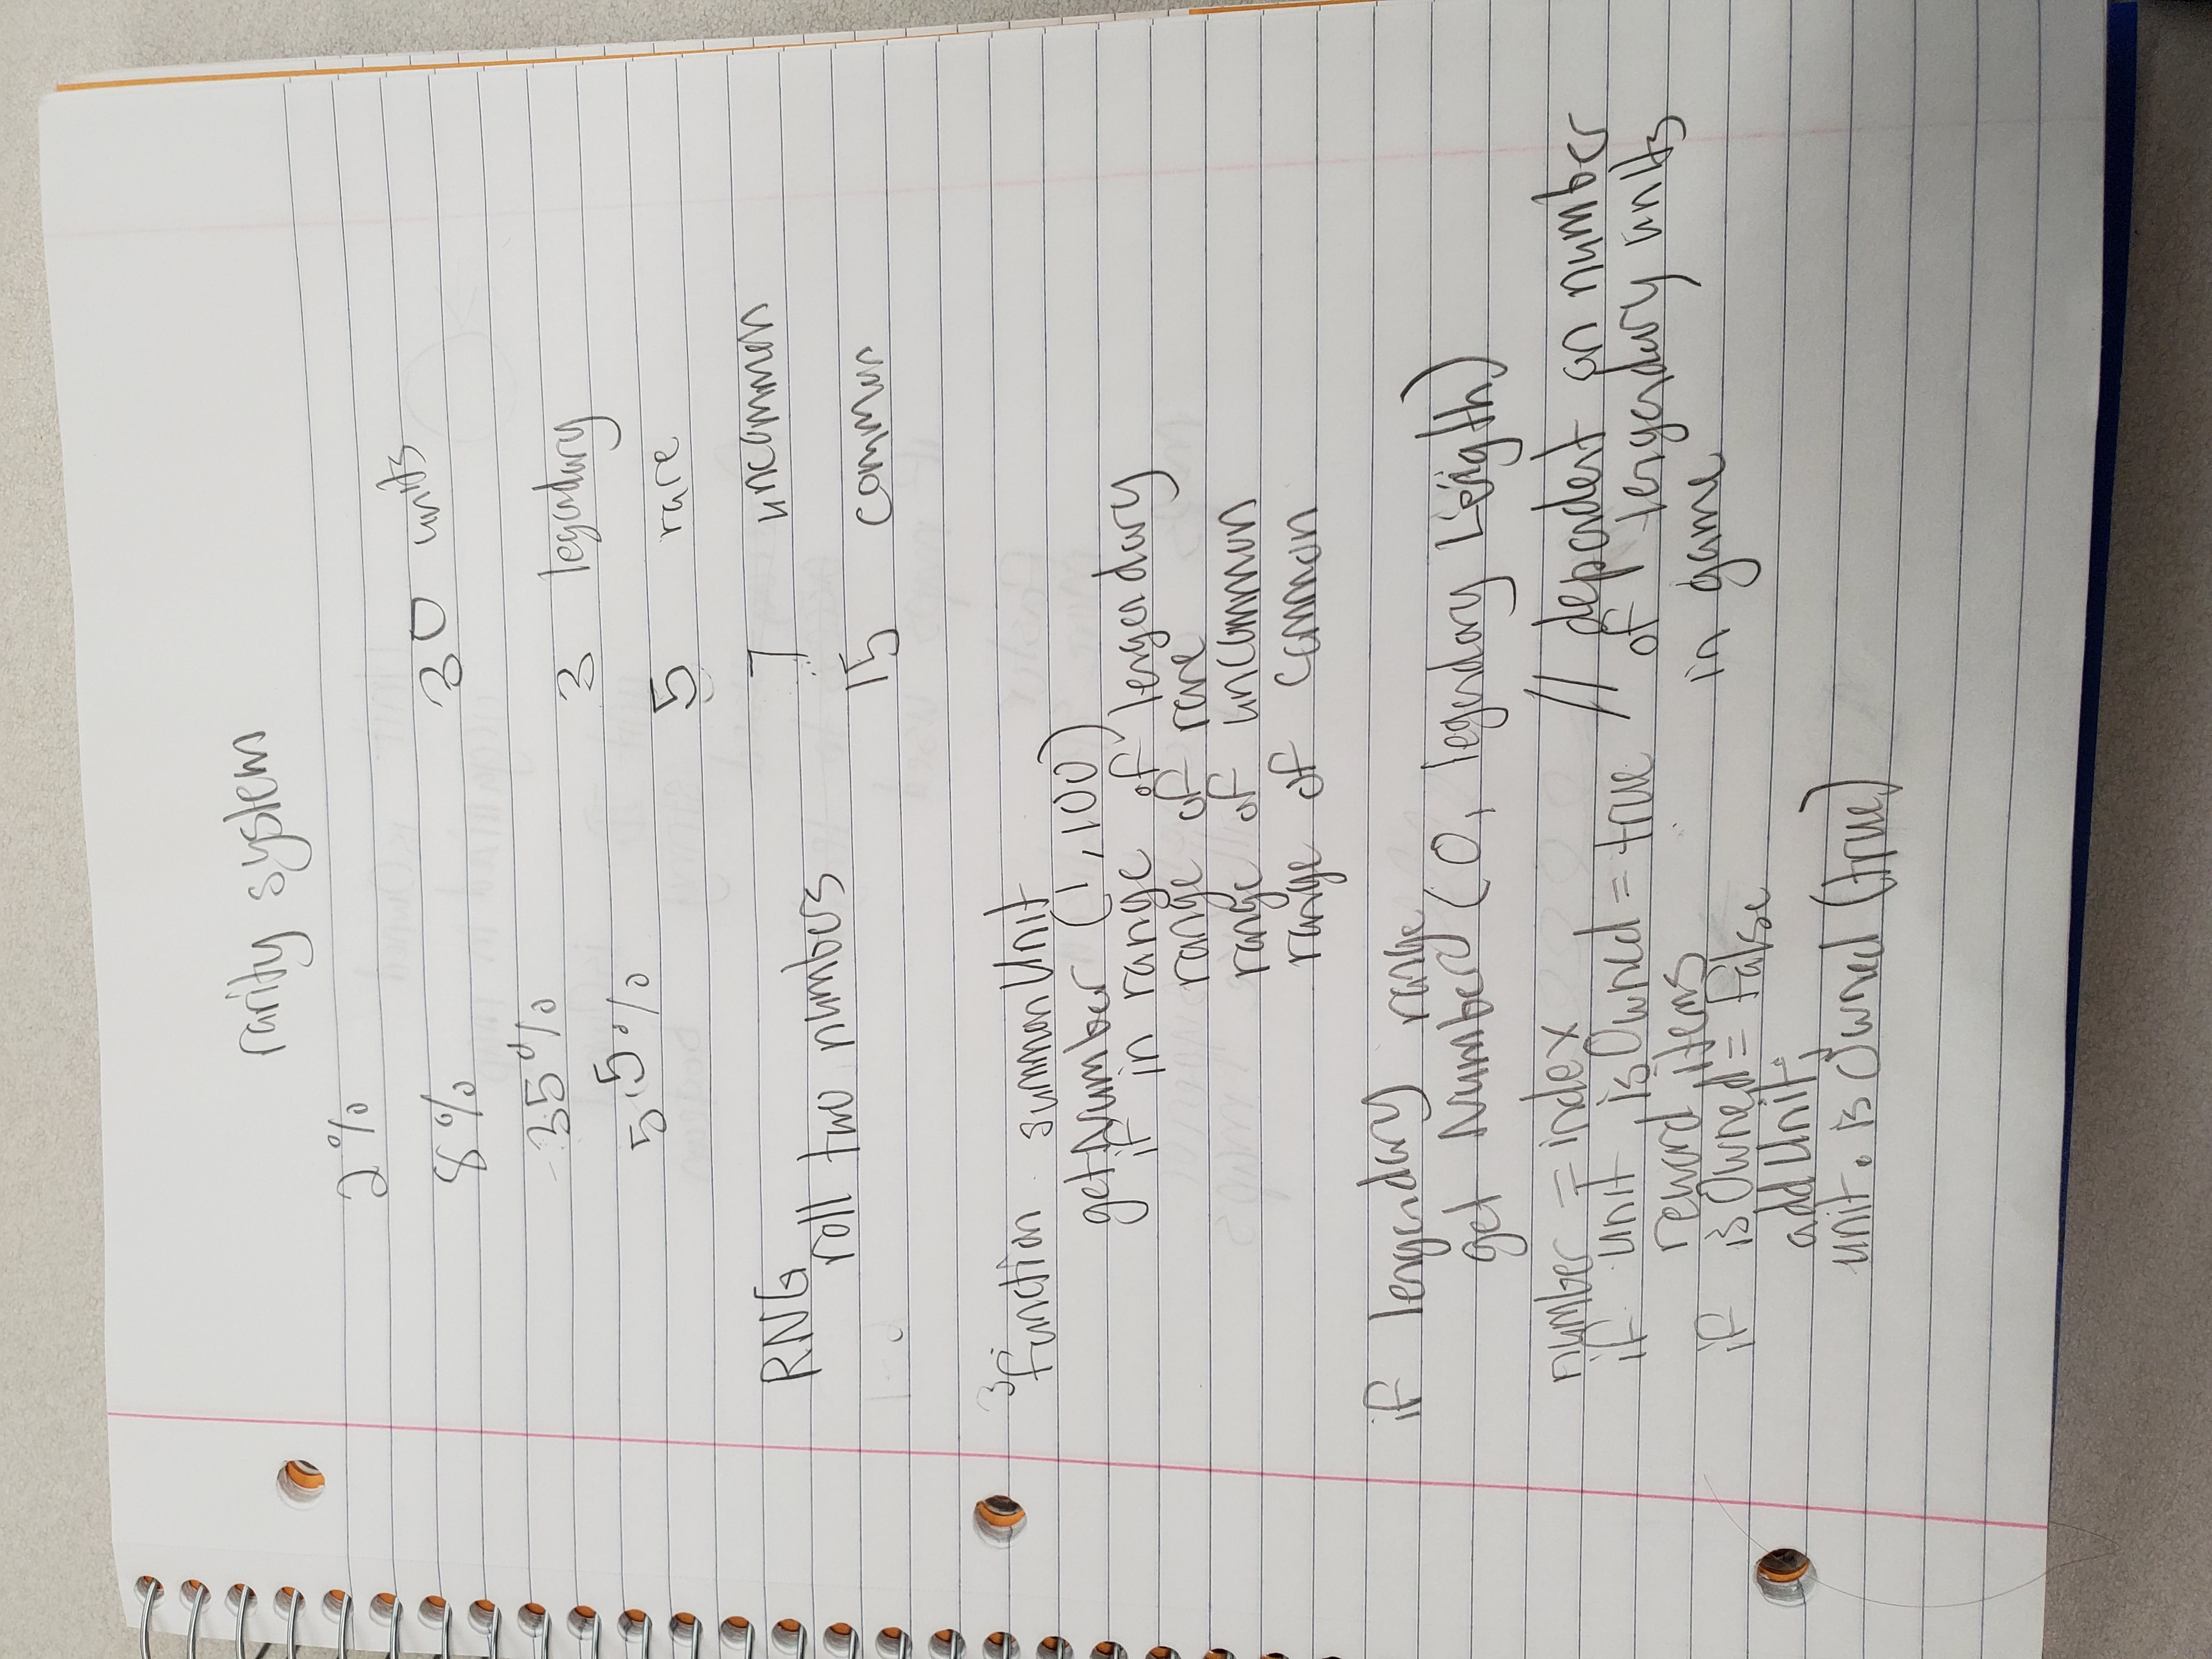 rarity system
2%
8%
35%
55%
30 units
3 legendary
5 rare
7 uncommon
15 common
RNG
roll two numbers
function summonUnit
getNumber (1,100)
if in range of lengendary
range of rare
range of uncommon
range of common
if lengendary range
get Number (0, legendary Length)
number = index
if unit, isOwned = true
reward items
if isOwned = false
addUnit;
unit. isOwned (true)
// dependent on number
of lengendary units
in game